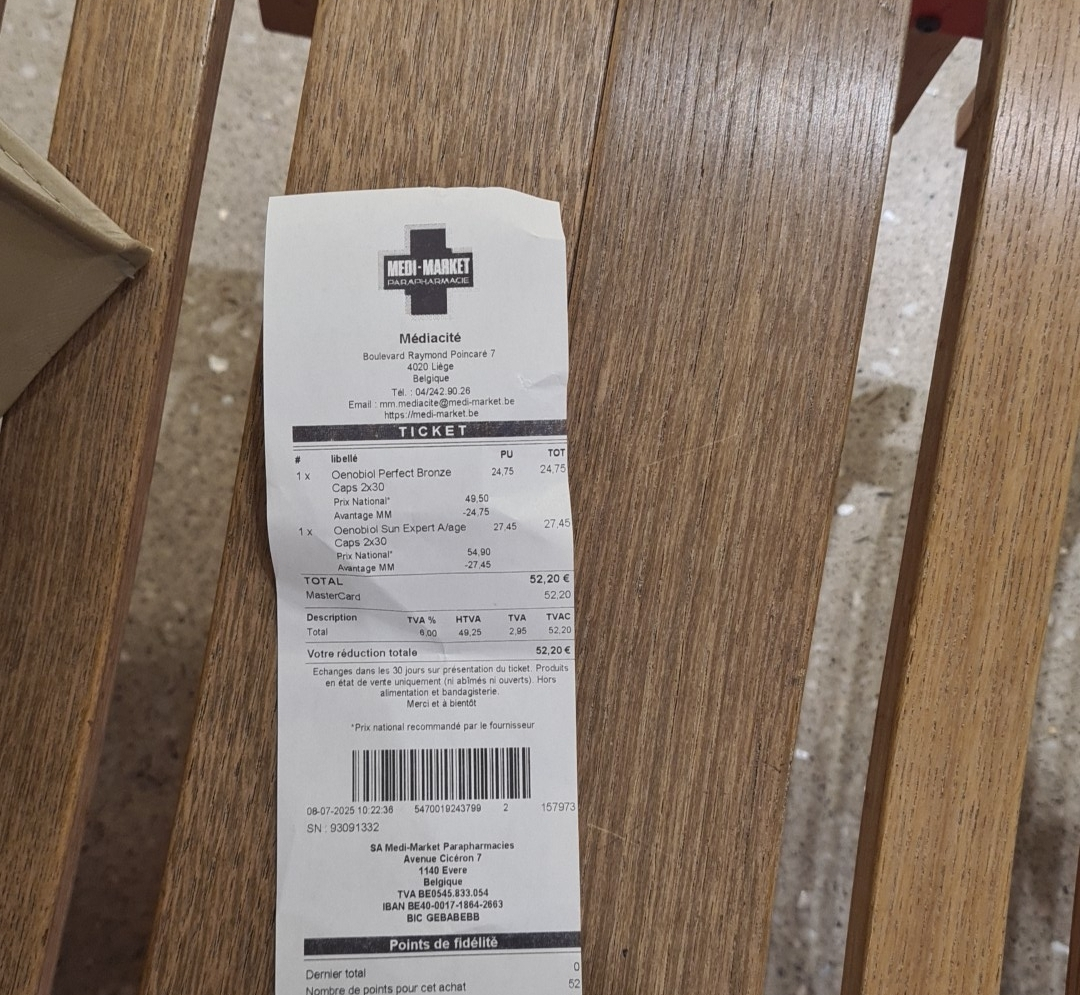 MEDI-MARKET
PARAPHARMACIE
Médiacité
Boulevard Raymond Poincaré 7
4020 Liège
Belgique
Tél. : 04/242.90.26
Email : mm.mediacite@medi-market.be
https://medi-market.be
TICKET
# libellé PU TOT
1 x Oenobiol Perfect Bronze 24,75 24,75
Caps 2x30
Prix National* 49,50
Avantage MM -24,75
1 x Oenobiol Sun Expert A/age 27,45 27,45
Caps 2x30
Prix National* 54,90
Avantage MM -27,45
TOTAL 52,20 €
MasterCard 52,20
Description TVA % HTVA TVA TVAC
Total 6,00 49,25 2,95 52,20
Votre réduction totale 52,20 €
Echanges dans les 30 jours sur présentation du ticket. Produits
en état de vente uniquement (ni abîmés ni ouverts). Hors
alimentation et bandagisterie.
Merci et à bientôt
*Prix national recommandé par le fournisseur
08-07-2025 10:22:36 5470019243799 2 157973
SN : 93091332
SA Medi-Market Parapharmacies
Avenue Cicéron 7
1140 Evere
Belgique
TVA BE0545.833.054
IBAN BE40-0017-1864-2663
BIC GEBABEBB
Points de fidélité
Dernier total 0
Nombre de points pour cet achat 52